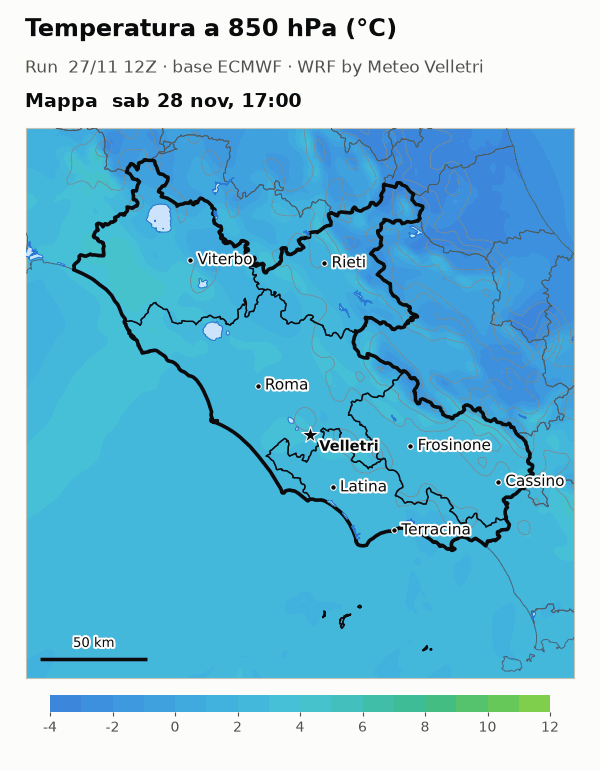 Temperatura a 850 hPa (°C)
Run  27/11 12Z · base ECMWF · WRF by Meteo Velletri
Mappa  sab 28 nov, 17:00
Viterbo
Rieti
Roma
Velletri
Frosinone
Latina
Cassino
Terracina
50 km
-4 -2 0 2 4 6 8 10 12